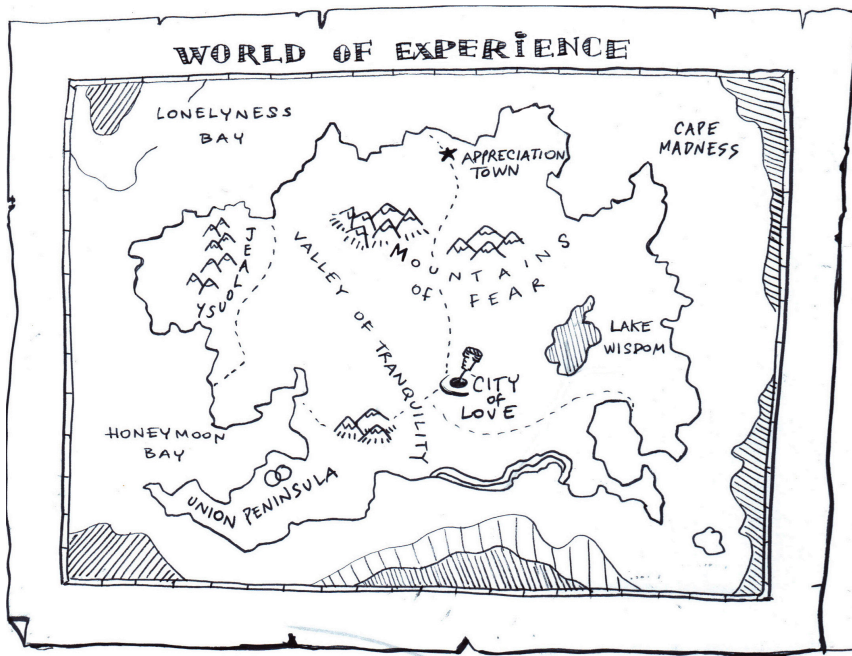 WORLD OF EXPERIENCE
LONELYNESS
BAY
CAPE
MADNESS
APPRECIATION
TOWN
JEALOUSY
VALLEY OF TRANQUILITY
MOUNTAINS
OF FEAR
LAKE
WISDOM
CITY
of
LOVE
HONEYMOON
BAY
UNION PENINSULA